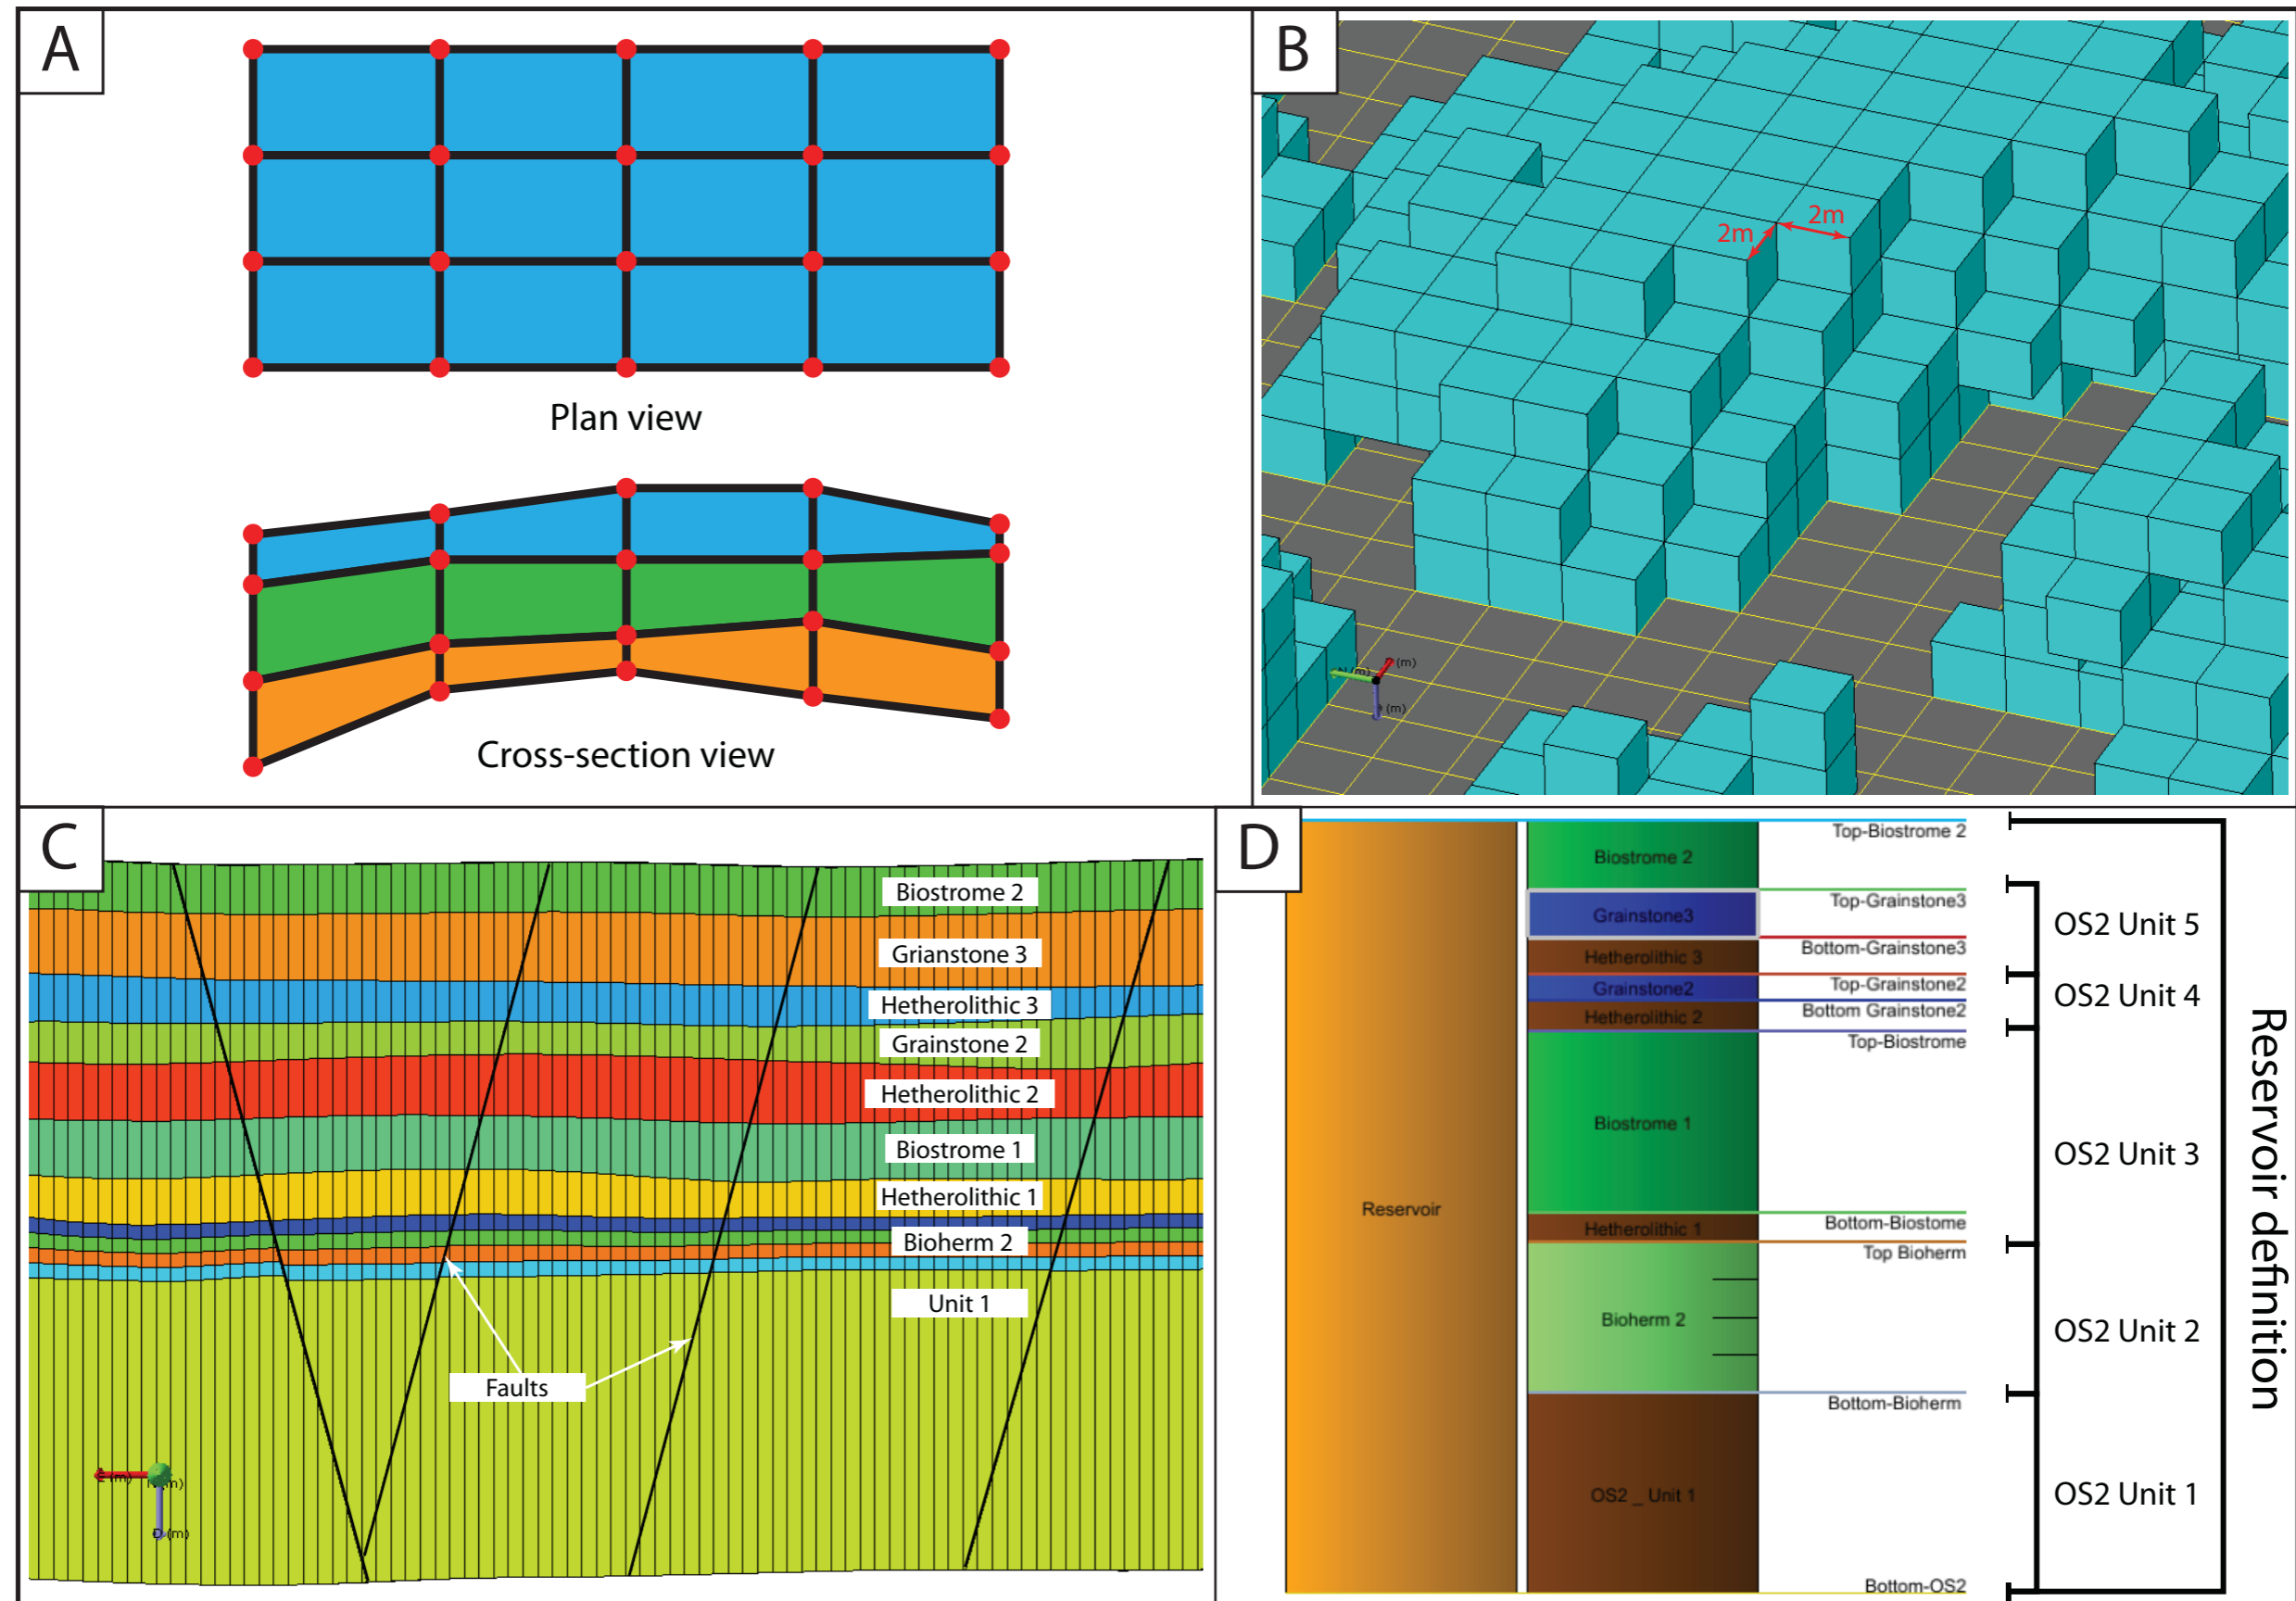 A
Plan view
Cross-section view
B
2m
2m
(m)
(m)
C
Biostrome 2
Grianstone 3
Hetherolithic 3
Grainstone 2
Hetherolithic 2
Biostrome 1
Hetherolithic 1
Bioherm 2
Unit 1
Faults
D (m)
D
Reservoir
Biostrome 2
Grainstone3
Hetherolithic 3
Grainstone2
Hetherolithic 2
Biostrome 1
Hetherolithic 1
Bioherm 2
OS2 _ Unit 1
Top-Biostrome 2
Top-Grainstone3
Bottom-Grainstone3
Top-Grainstone2
Bottom Grainstone2
Top-Biostrome
Bottom-Biostome
Top Bioherm
Bottom-Bioherm
Bottom-OS2
OS2 Unit 5
OS2 Unit 4
OS2 Unit 3
OS2 Unit 2
OS2 Unit 1
Reservoir definition